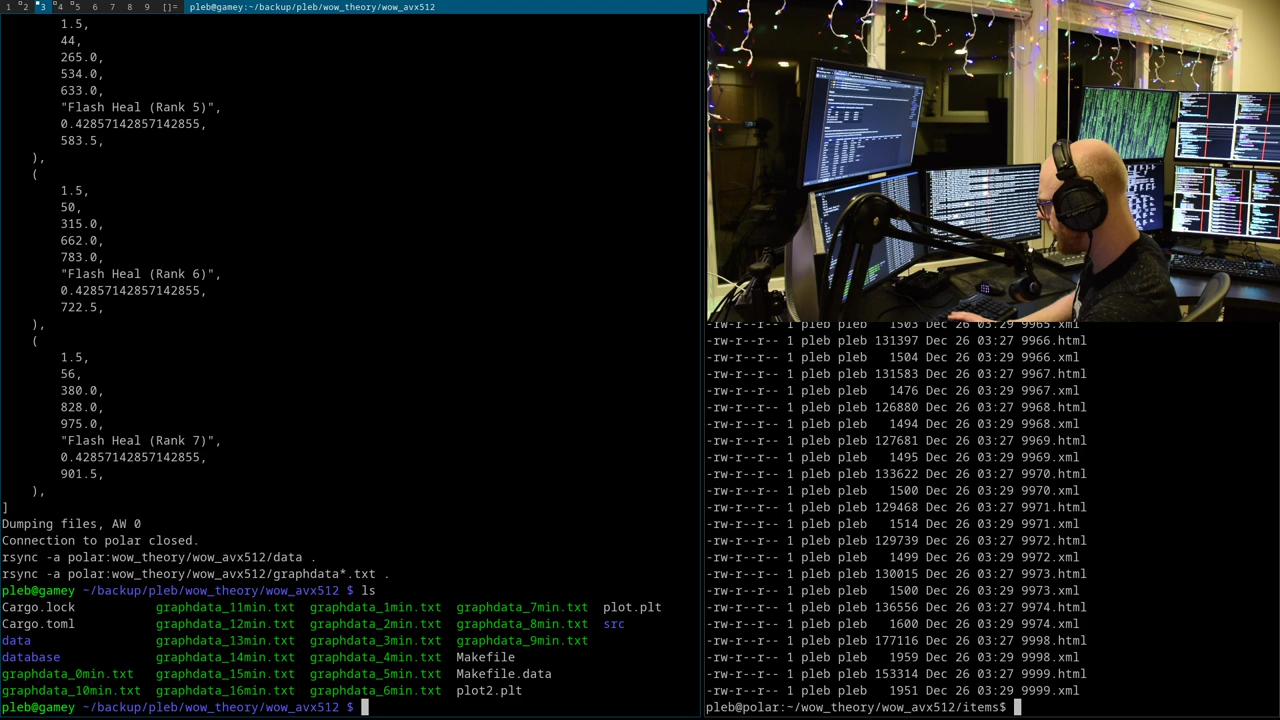 1 2 3 4 5 6 7 8 9 []= pleb@gamey:~/backup/pleb/wow_theory/wow_avx512
1.5,
44,
265.0,
534.0,
633.0,
"Flash Heal (Rank 5)",
0.42857142857142855,
583.5,
),
(
1.5,
50,
315.0,
662.0,
783.0,
"Flash Heal (Rank 6)",
0.42857142857142855,
722.5,
),
(
1.5,
56,
380.0,
828.0,
975.0,
"Flash Heal (Rank 7)",
0.42857142857142855,
901.5,
),
]
Dumping files, AW 0
Connection to polar closed.
rsync -a polar:wow_theory/wow_avx512/data .
rsync -a polar:wow_theory/wow_avx512/graphdata*.txt .
pleb@gamey ~/backup/pleb/wow_theory/wow_avx512 $ ls
Cargo.lock graphdata_11min.txt graphdata_1min.txt graphdata_7min.txt plot.plt
Cargo.toml graphdata_12min.txt graphdata_2min.txt graphdata_8min.txt src
data graphdata_13min.txt graphdata_3min.txt graphdata_9min.txt
database graphdata_14min.txt graphdata_4min.txt Makefile
graphdata_0min.txt graphdata_15min.txt graphdata_5min.txt Makefile.data
graphdata_10min.txt graphdata_16min.txt graphdata_6min.txt plot2.plt
pleb@gamey ~/backup/pleb/wow_theory/wow_avx512 $
-rw-r--r-- 1 pleb pleb 1503 Dec 26 03:29 9965.xml
-rw-r--r-- 1 pleb pleb 131397 Dec 26 03:27 9966.html
-rw-r--r-- 1 pleb pleb 1504 Dec 26 03:29 9966.xml
-rw-r--r-- 1 pleb pleb 131583 Dec 26 03:27 9967.html
-rw-r--r-- 1 pleb pleb 1476 Dec 26 03:29 9967.xml
-rw-r--r-- 1 pleb pleb 126880 Dec 26 03:27 9968.html
-rw-r--r-- 1 pleb pleb 1494 Dec 26 03:29 9968.xml
-rw-r--r-- 1 pleb pleb 127681 Dec 26 03:27 9969.html
-rw-r--r-- 1 pleb pleb 1495 Dec 26 03:29 9969.xml
-rw-r--r-- 1 pleb pleb 133622 Dec 26 03:27 9970.html
-rw-r--r-- 1 pleb pleb 1500 Dec 26 03:29 9970.xml
-rw-r--r-- 1 pleb pleb 129468 Dec 26 03:27 9971.html
-rw-r--r-- 1 pleb pleb 1514 Dec 26 03:29 9971.xml
-rw-r--r-- 1 pleb pleb 129739 Dec 26 03:27 9972.html
-rw-r--r-- 1 pleb pleb 1499 Dec 26 03:29 9972.xml
-rw-r--r-- 1 pleb pleb 130015 Dec 26 03:27 9973.html
-rw-r--r-- 1 pleb pleb 1500 Dec 26 03:29 9973.xml
-rw-r--r-- 1 pleb pleb 136556 Dec 26 03:27 9974.html
-rw-r--r-- 1 pleb pleb 1600 Dec 26 03:29 9974.xml
-rw-r--r-- 1 pleb pleb 177116 Dec 26 03:27 9998.html
-rw-r--r-- 1 pleb pleb 1959 Dec 26 03:29 9998.xml
-rw-r--r-- 1 pleb pleb 153314 Dec 26 03:27 9999.html
-rw-r--r-- 1 pleb pleb 1951 Dec 26 03:29 9999.xml
pleb@polar:~/wow_theory/wow_avx512/items$